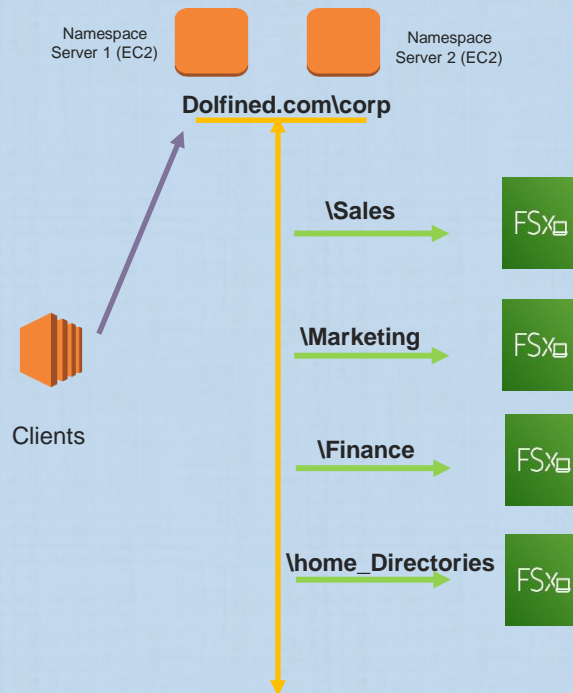 Namespace
Server 1 (EC2)
Namespace
Server 2 (EC2)
Dolfined.com\corp
\Sales
FSx
\Marketing
FSx
Clients
\Finance
FSx
\home_Directories
FSx